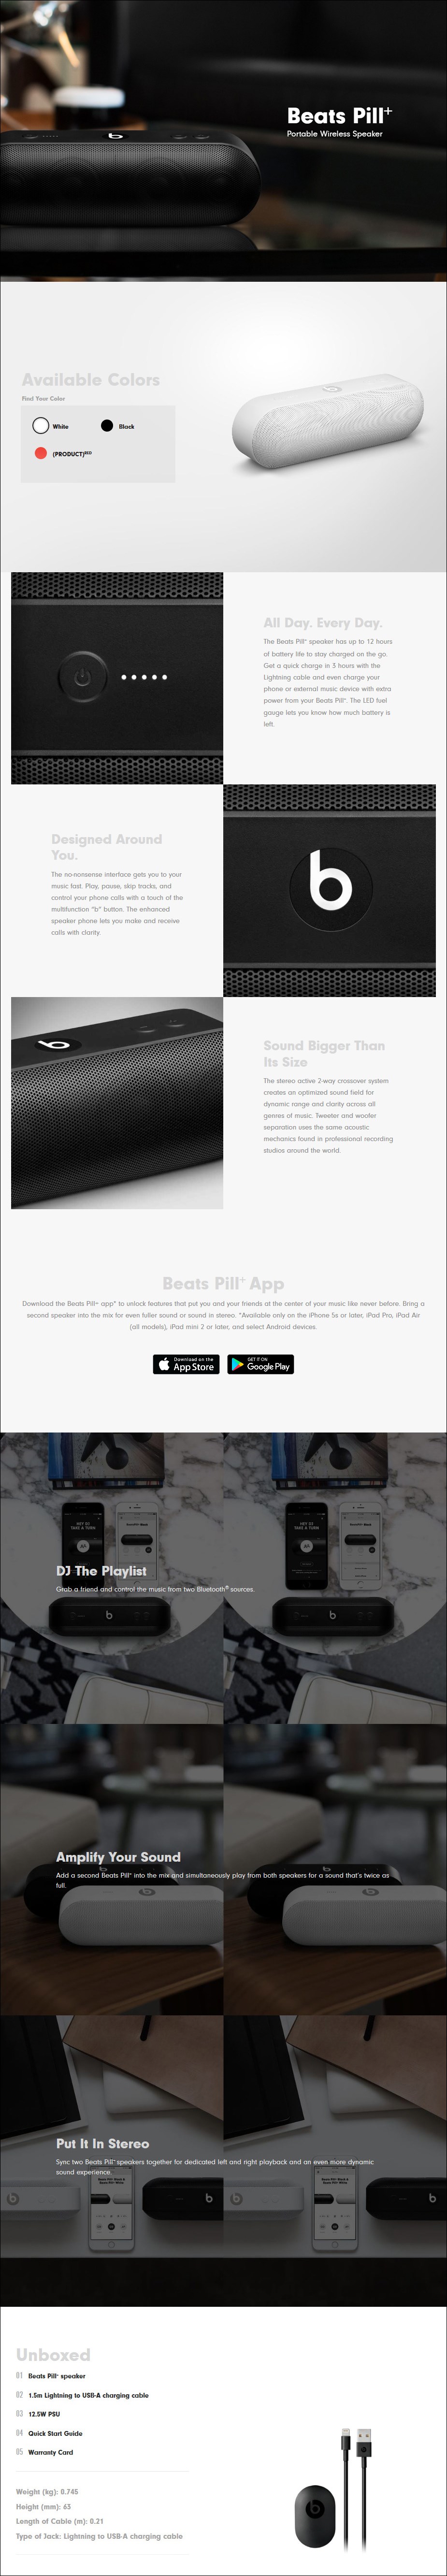 Beats Pill+
Portable Wireless Speaker
Available Colors
Find Your Color
White
Black
(PRODUCT)RED
All Day. Every Day.
The Beats Pill+ speaker has up to 12 hours
of battery life to stay charged on the go.
Get a quick charge in 3 hours with the
Lightning cable and even charge your
phone or external music device with extra
power from your Beats Pill+. The LED fuel
gauge lets you know how much battery is
left.
Designed Around
You.
The no-nonsense interface gets you to your
music fast. Play, pause, skip tracks, and
control your phone calls with a touch of the
multifunction "b" button. The enhanced
speaker phone lets you make and receive
calls with clarity.
Sound Bigger Than
Its Size
The stereo active 2-way crossover system
creates an optimized sound field for
dynamic range and clarity across all
genres of music. Tweeter and woofer
separation uses the same acoustic
mechanics found in professional recording
studios around the world.
Beats Pill+ App
Download the Beats Pill+ app* to unlock features that put you and your friends at the center of your music like never before. Bring a
second speaker into the mix for even fuller sound or sound in stereo. *Available only on the iPhone 5s or later, iPad Pro, iPad Air
(all models), iPad mini 2 or later, and select Android devices.
Download on the
App Store
GET IT ON
Google Play
HEY DJ
TAKE A TURN
HEY DJ
TAKE A TURN
DJ The Playlist
Grab a friend and control the music from two Bluetooth® sources.
Amplify Your Sound
Add a second Beats Pill+ into the mix and simultaneously play from both speakers for a sound that's twice as
full.
Put It In Stereo
Sync two Beats Pill+ speakers together for dedicated left and right playback and an even more dynamic
sound experience.
Unboxed
01 Beats Pill+ speaker
02 1.5m Lightning to USB-A charging cable
03 12.5W PSU
04 Quick Start Guide
05 Warranty Card
Weight (kg): 0.745
Height (mm): 63
Length of Cable (m): 0.21
Type of Jack: Lightning to USB-A charging cable